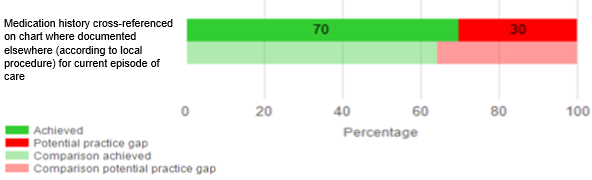 Medication history cross-referenced
on chart where documented
elsewhere (according to local
procedure) for current episode of
care
70 30
0 20 40 60 80 100
Percentage
Achieved
Potential practice gap
Comparison achieved
Comparison potential practice gap